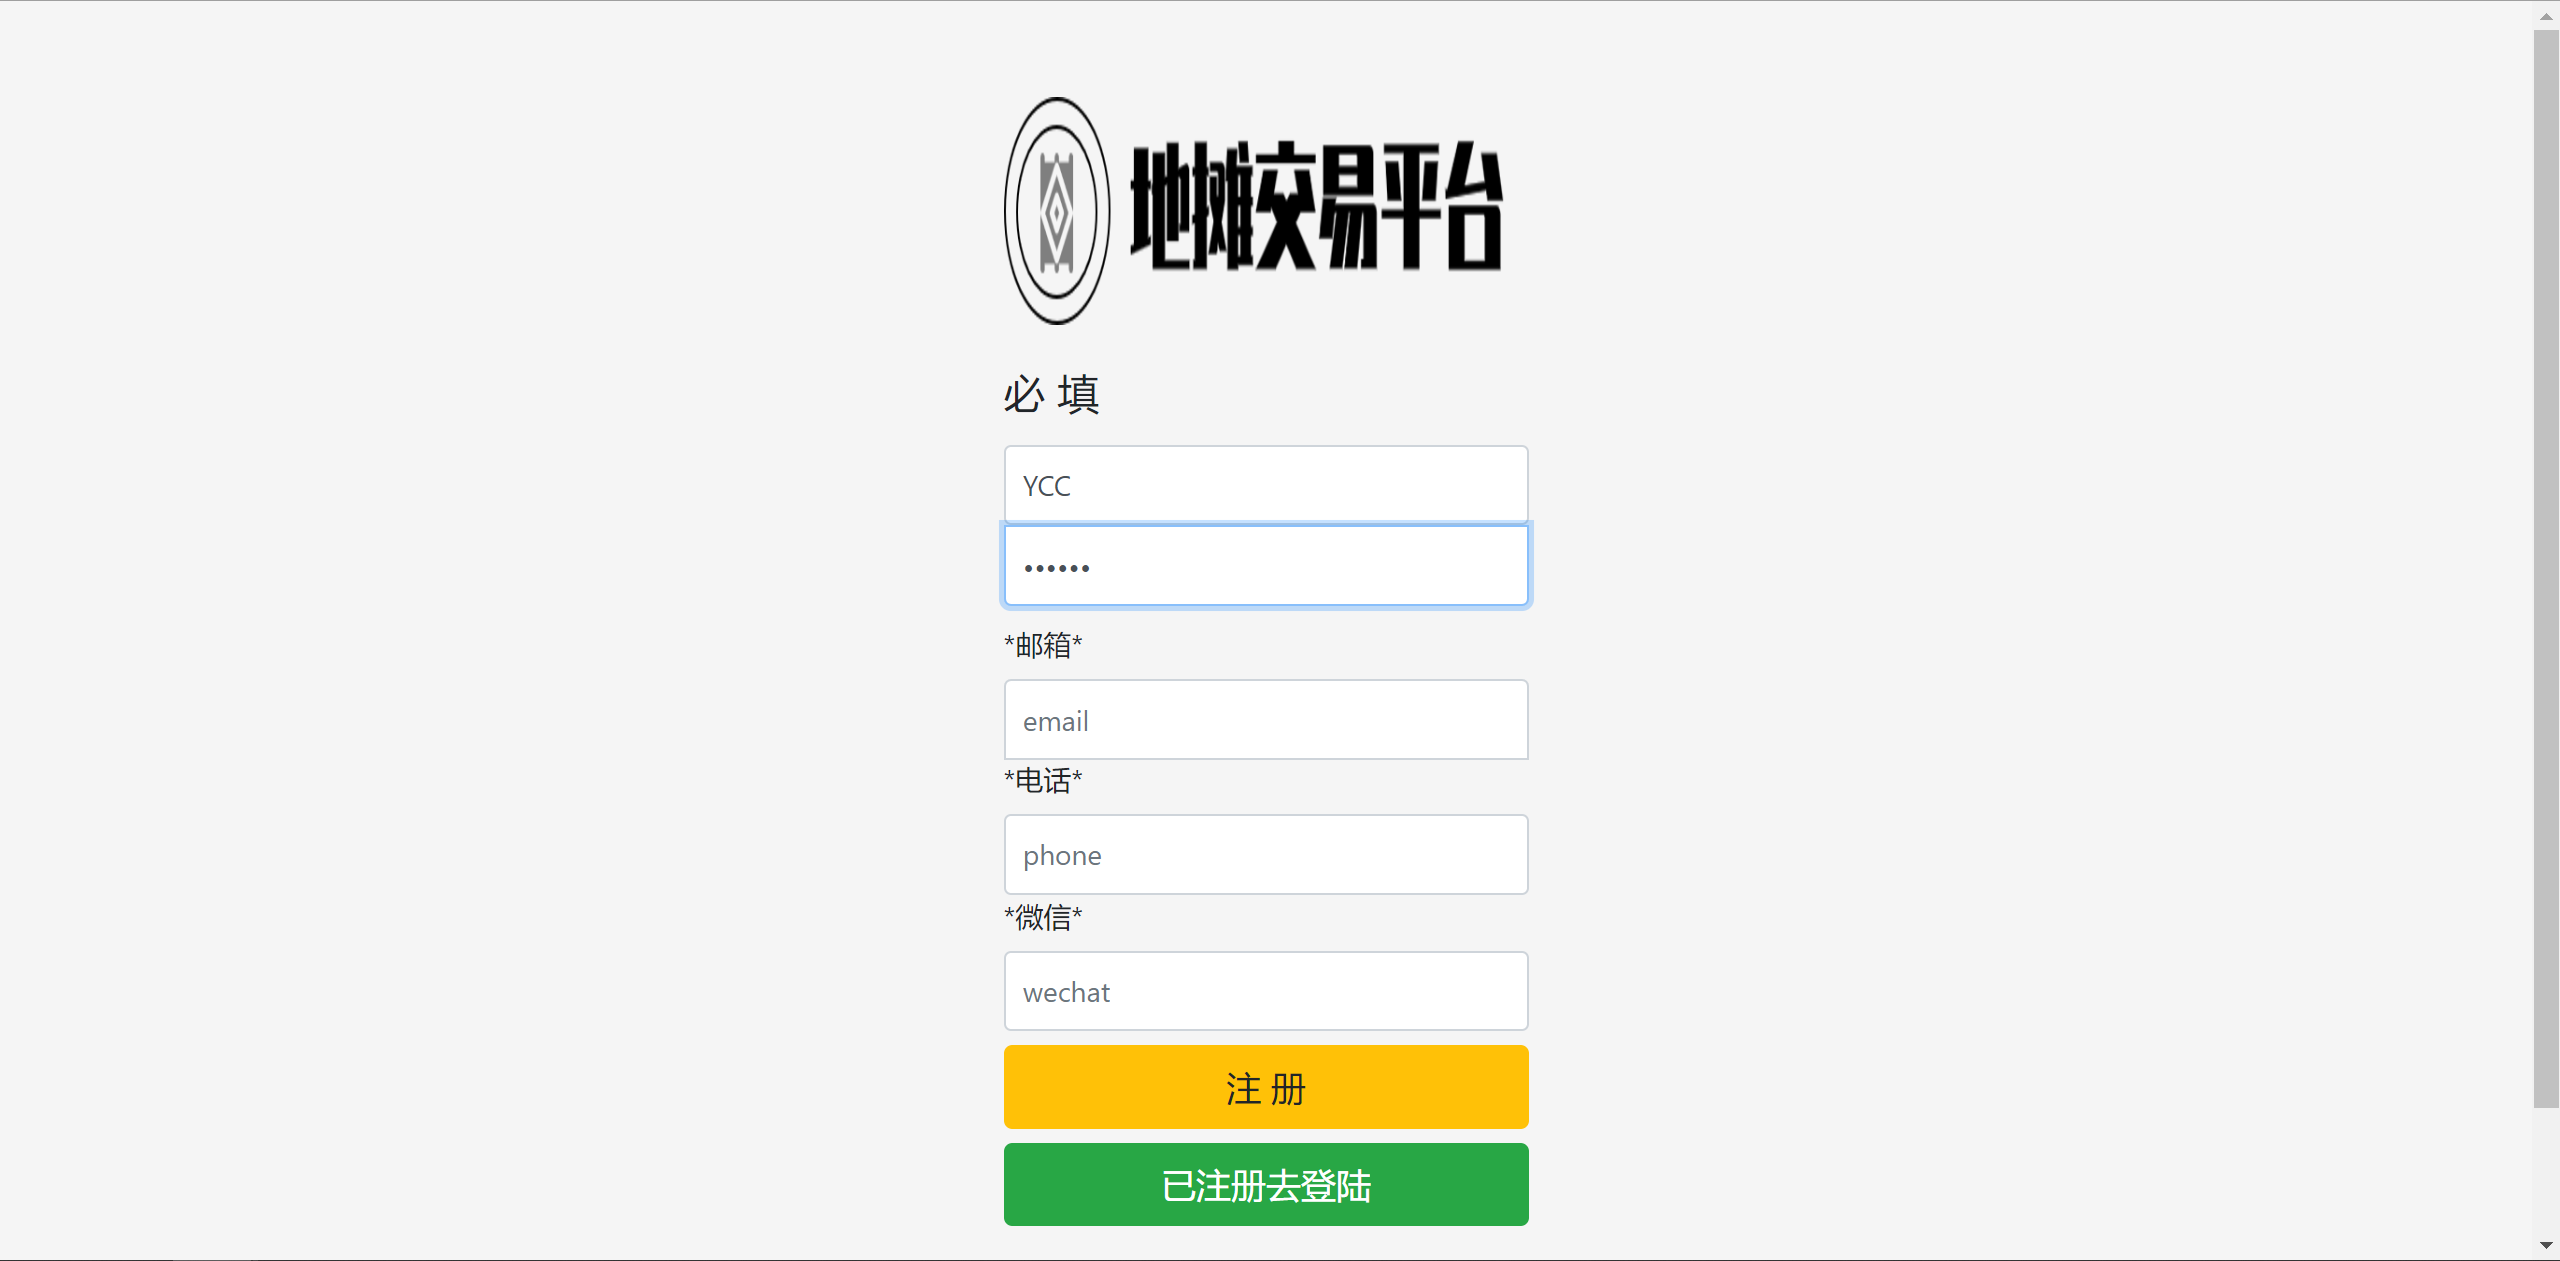 地摊交易平台
必 填
YCC
••••••
*邮箱*
email
*电话*
phone
*微信*
wechat
注 册
已注册去登陆